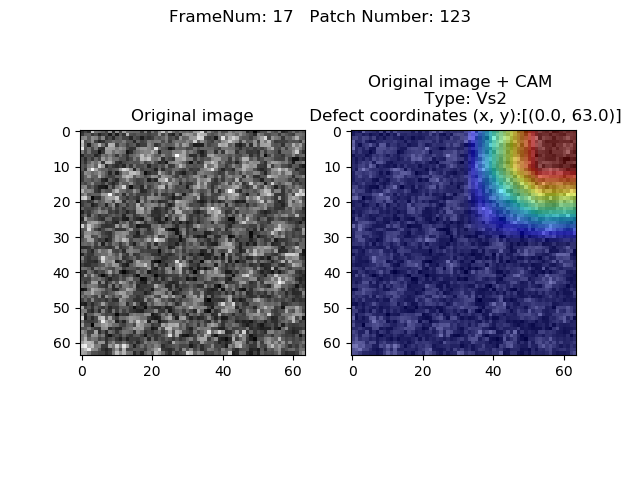 FrameNum: 17   Patch Number: 123
Original image
0
10
20
30
40
50
60
0 20 40 60
Original image + CAM
Type: Vs2
Defect coordinates (x, y):[(0.0, 63.0)]
0
10
20
30
40
50
60
0 20 40 60